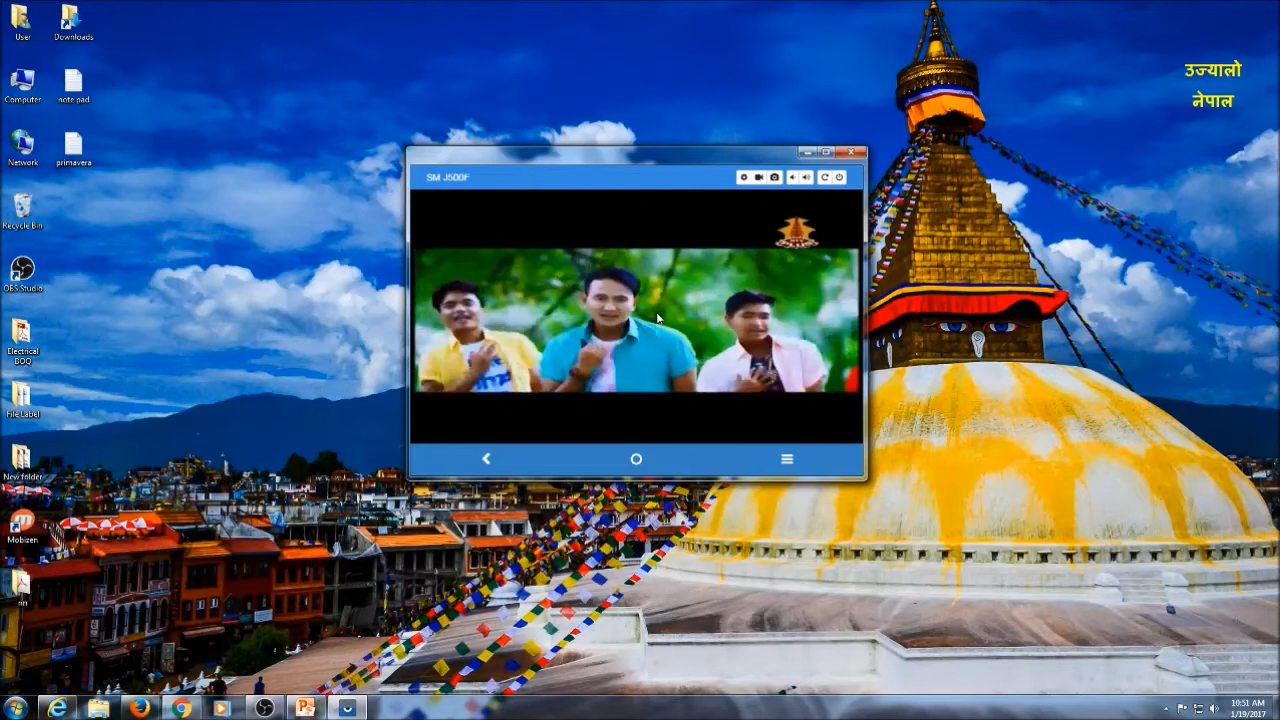 User
Downloads
उज्यालो
नेपाल
Computer
note pad
Network
primavera
SM J500F
Recycle Bin
OBS Studio
Electrical
BOQ
File Label
New folder
Mobizen
nn
10:51 AM
1/19/2017